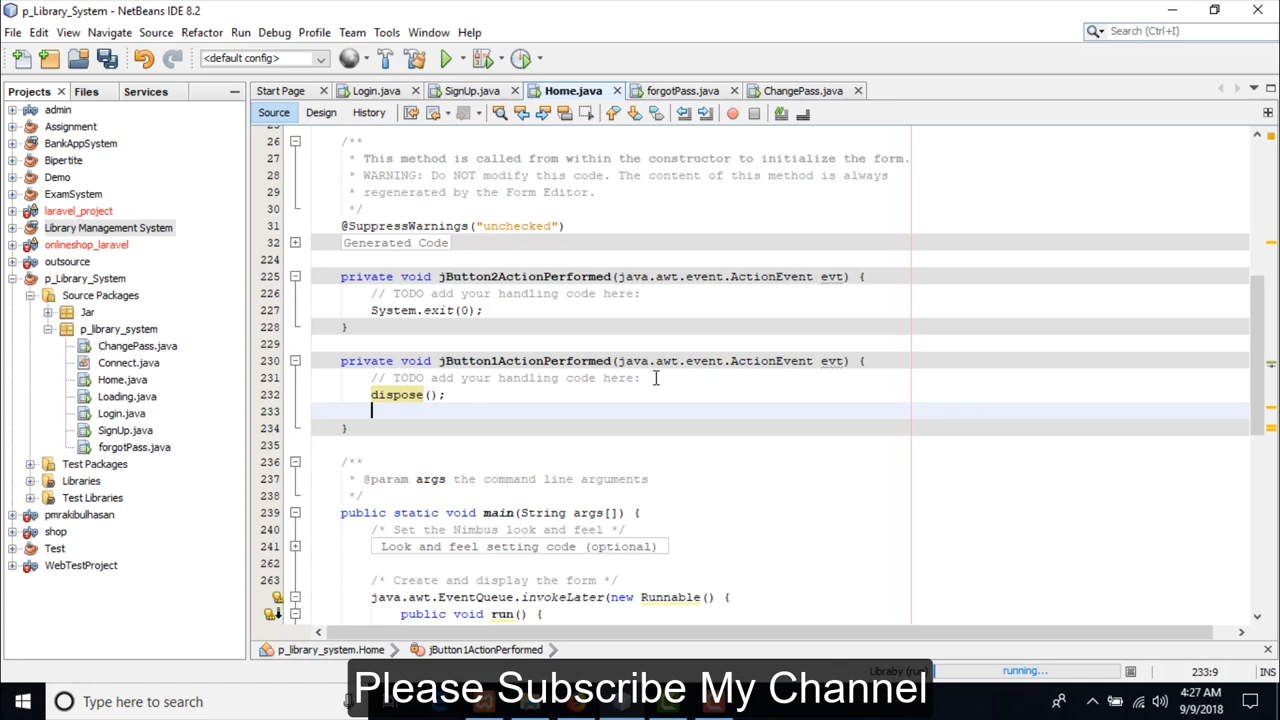 p_Library_System - NetBeans IDE 8.2
File Edit View Navigate Source Refactor Run Debug Profile Team Tools Window Help
Search (Ctrl+I)
<default config>
Projects Files Services
Start Page Login.java SignUp.java Home.java forgotPass.java ChangePass.java
Source Design History
admin
Assignment
BankAppSystem
Bipertite
Demo
ExamSystem
laravel_project
Library Management System
onlineshop_laravel
outsource
p_Library_System
Source Packages
Jar
p_library_system
ChangePass.java
Connect.java
Home.java
Loading.java
Login.java
SignUp.java
forgotPass.java
Test Packages
Libraries
Test Libraries
pmrakibulhasan
shop
Test
WebTestProject
26 /**
27 * This method is called from within the constructor to initialize the form.
28 * WARNING: Do NOT modify this code. The content of this method is always
29 * regenerated by the Form Editor.
30 */
31 @SuppressWarnings("unchecked")
32 Generated Code
224
225 private void jButton2ActionPerformed(java.awt.event.ActionEvent evt) {
226 // TODO add your handling code here:
227 System.exit(0);
228 }
229
230 private void jButton1ActionPerformed(java.awt.event.ActionEvent evt) {
231 // TODO add your handling code here:
232 dispose();
233
234 }
235
236 /**
237 * @param args the command line arguments
238 */
239 public static void main(String args[]) {
240 /* Set the Nimbus look and feel */
241 Look and feel setting code (optional)
262
263 /* Create and display the form */
java.awt.EventQueue.invokeLater(new Runnable() {
public void run() {
p_library_system.Home jButton1ActionPerformed
Libraby (run) running... 233:9 INS
Please Subscribe My Channel
Type here to search
4:27 AM
9/9/2018